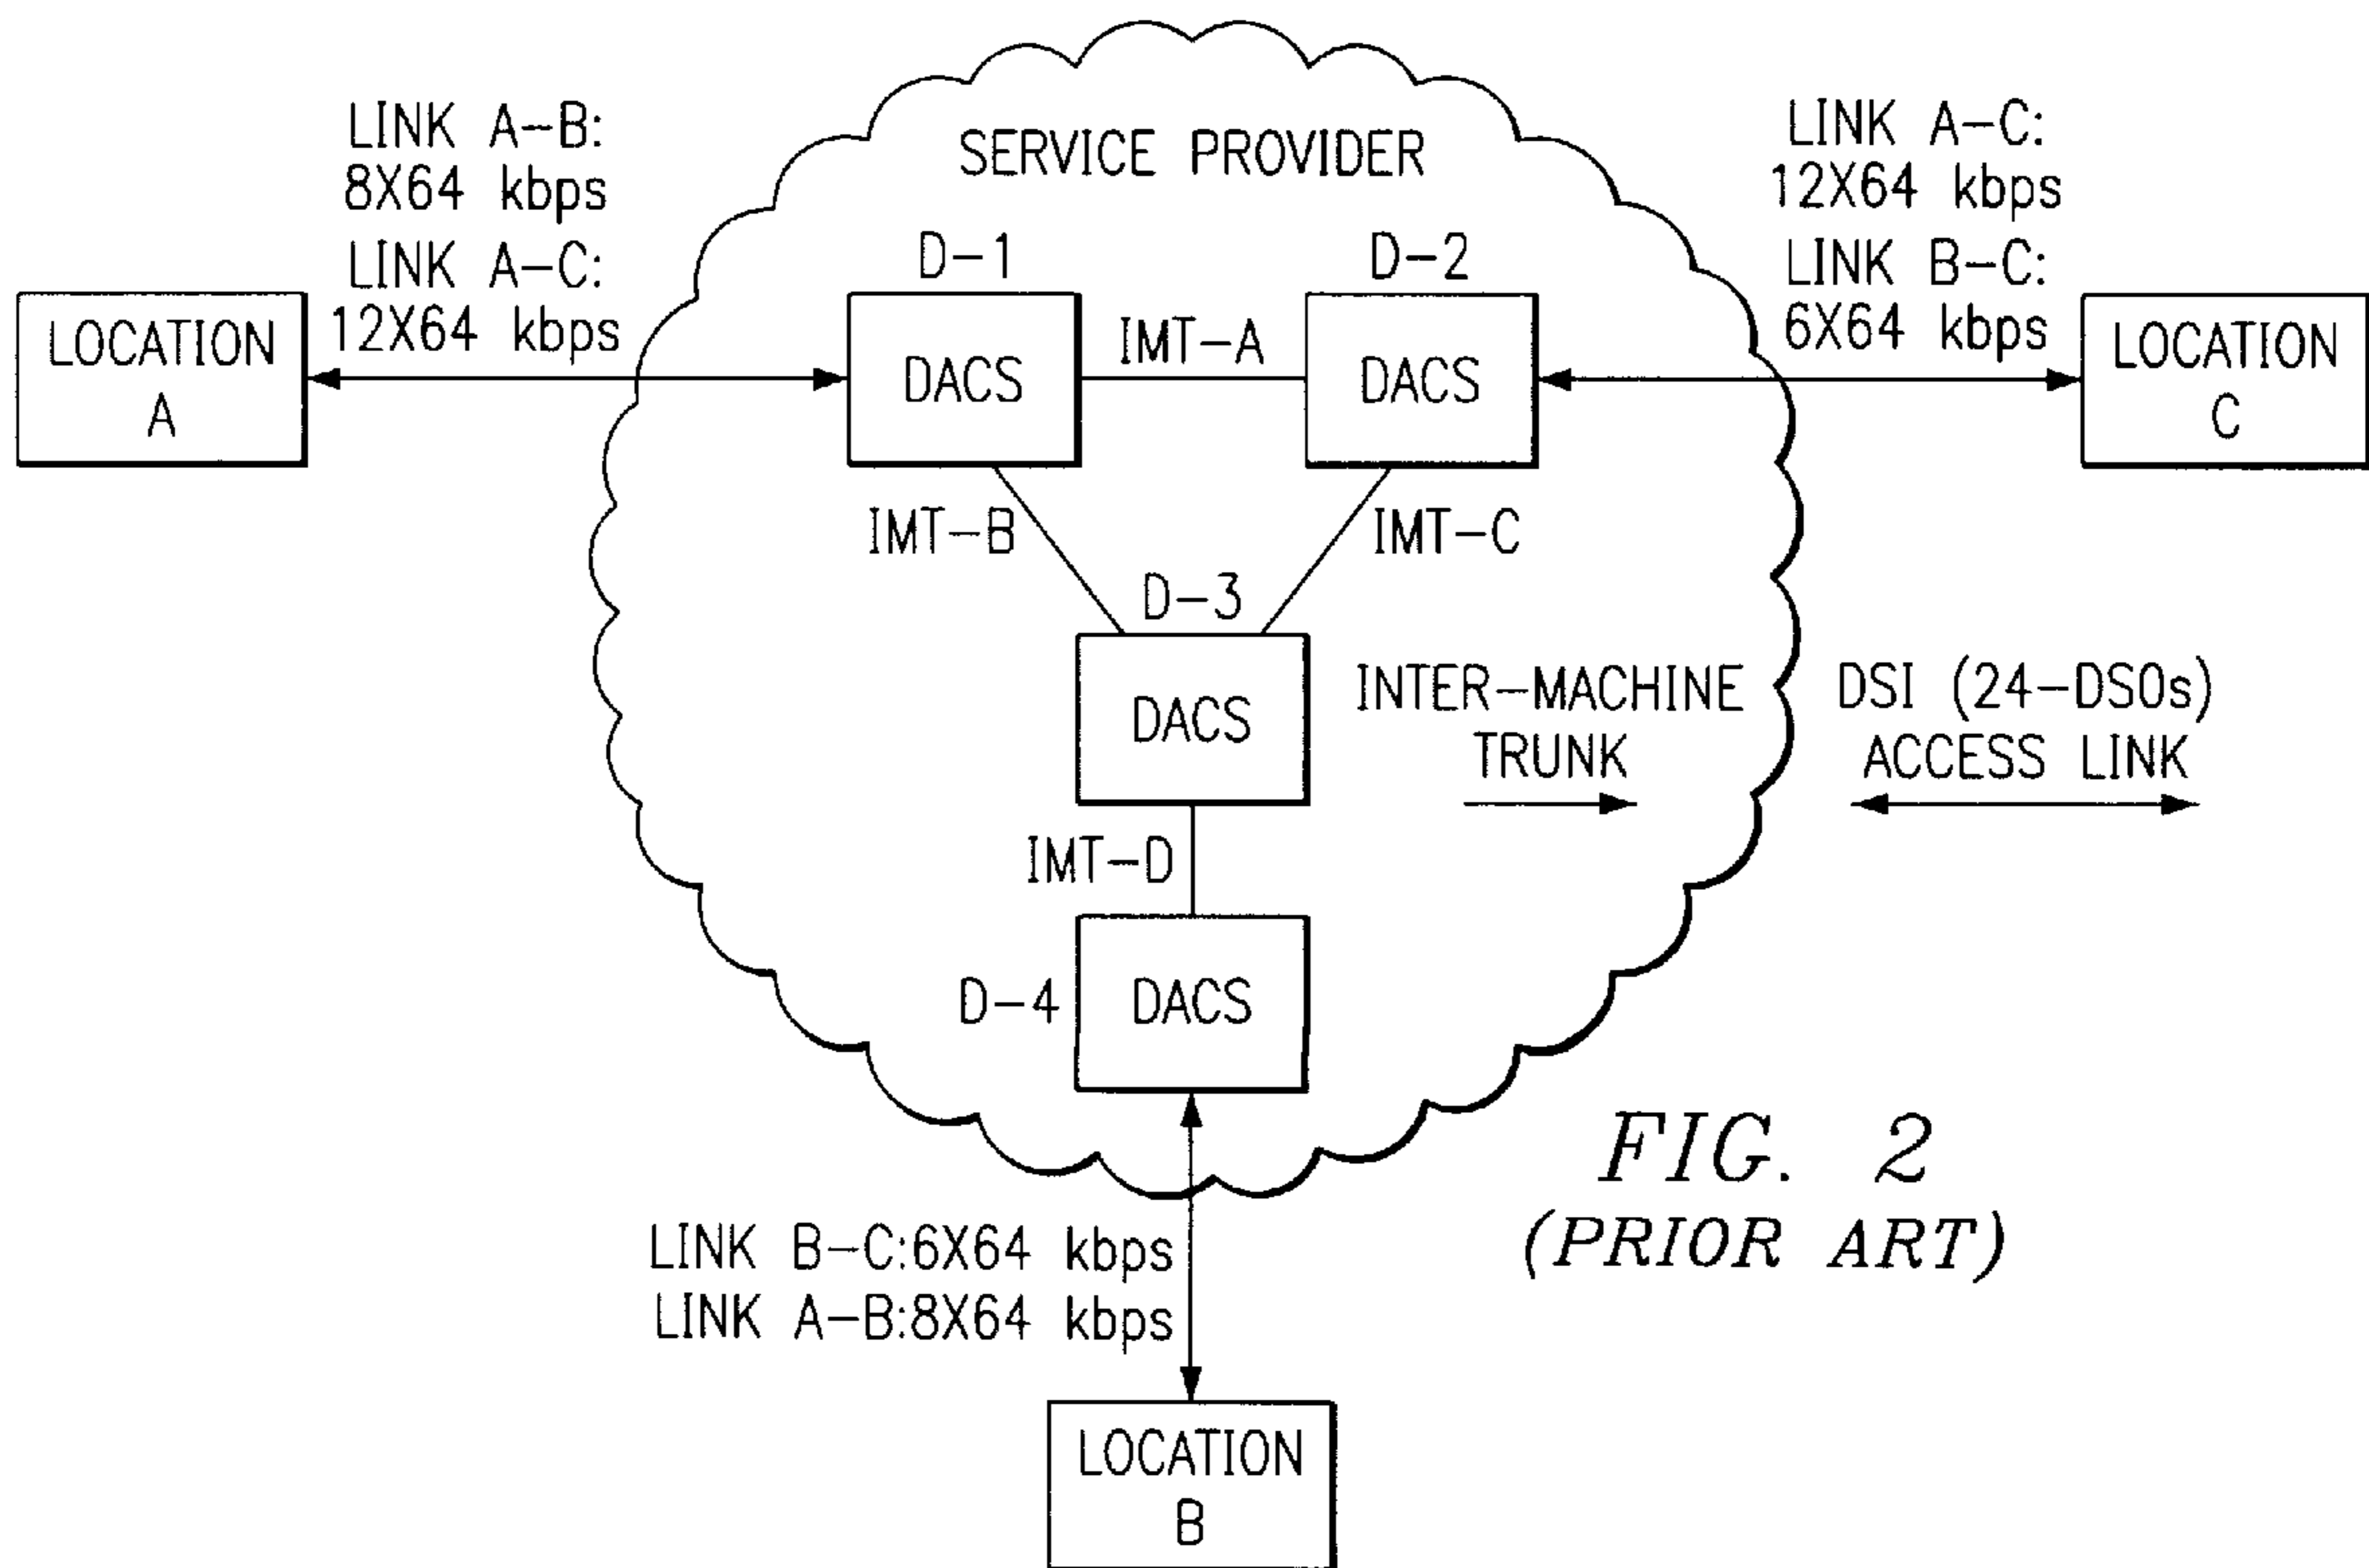 SERVICE PROVIDER
LINK A-B:
8X64 kbps
LINK A-C:
12X64 kbps
LOCATION
A
D-1
DACS
IMT-A
D-2
DACS
LINK A-C:
12X64 kbps
LINK B-C:
6X64 kbps
LOCATION
C
IMT-B
IMT-C
D-3
DACS
INTER-MACHINE
TRUNK
DSI (24-DSOs)
ACCESS LINK
IMT-D
D-4
DACS
LINK B-C:6X64 kbps
LINK A-B:8X64 kbps
LOCATION
B
FIG. 2
(PRIOR ART)